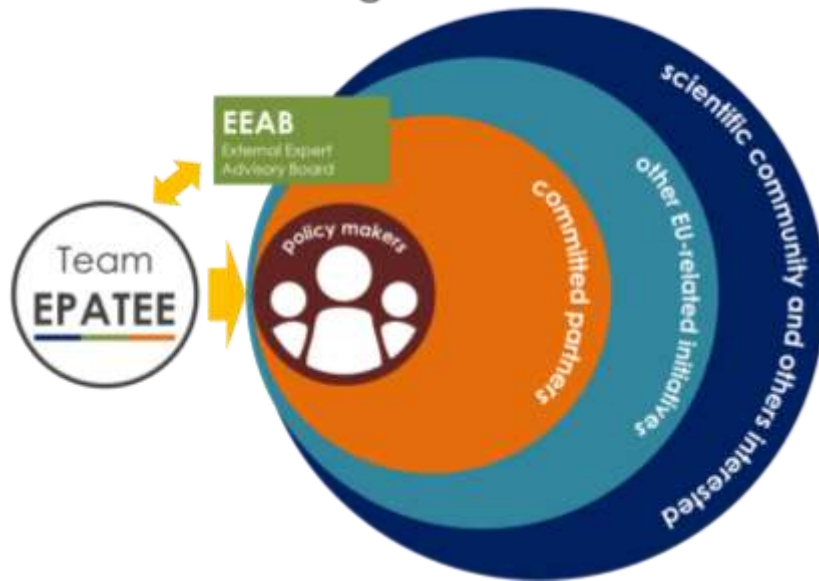 EEAB
External Expert
Advisory Board
Team
EPATEE
policy makers
committed partners
other EU-related initiatives
scientific community and others interested